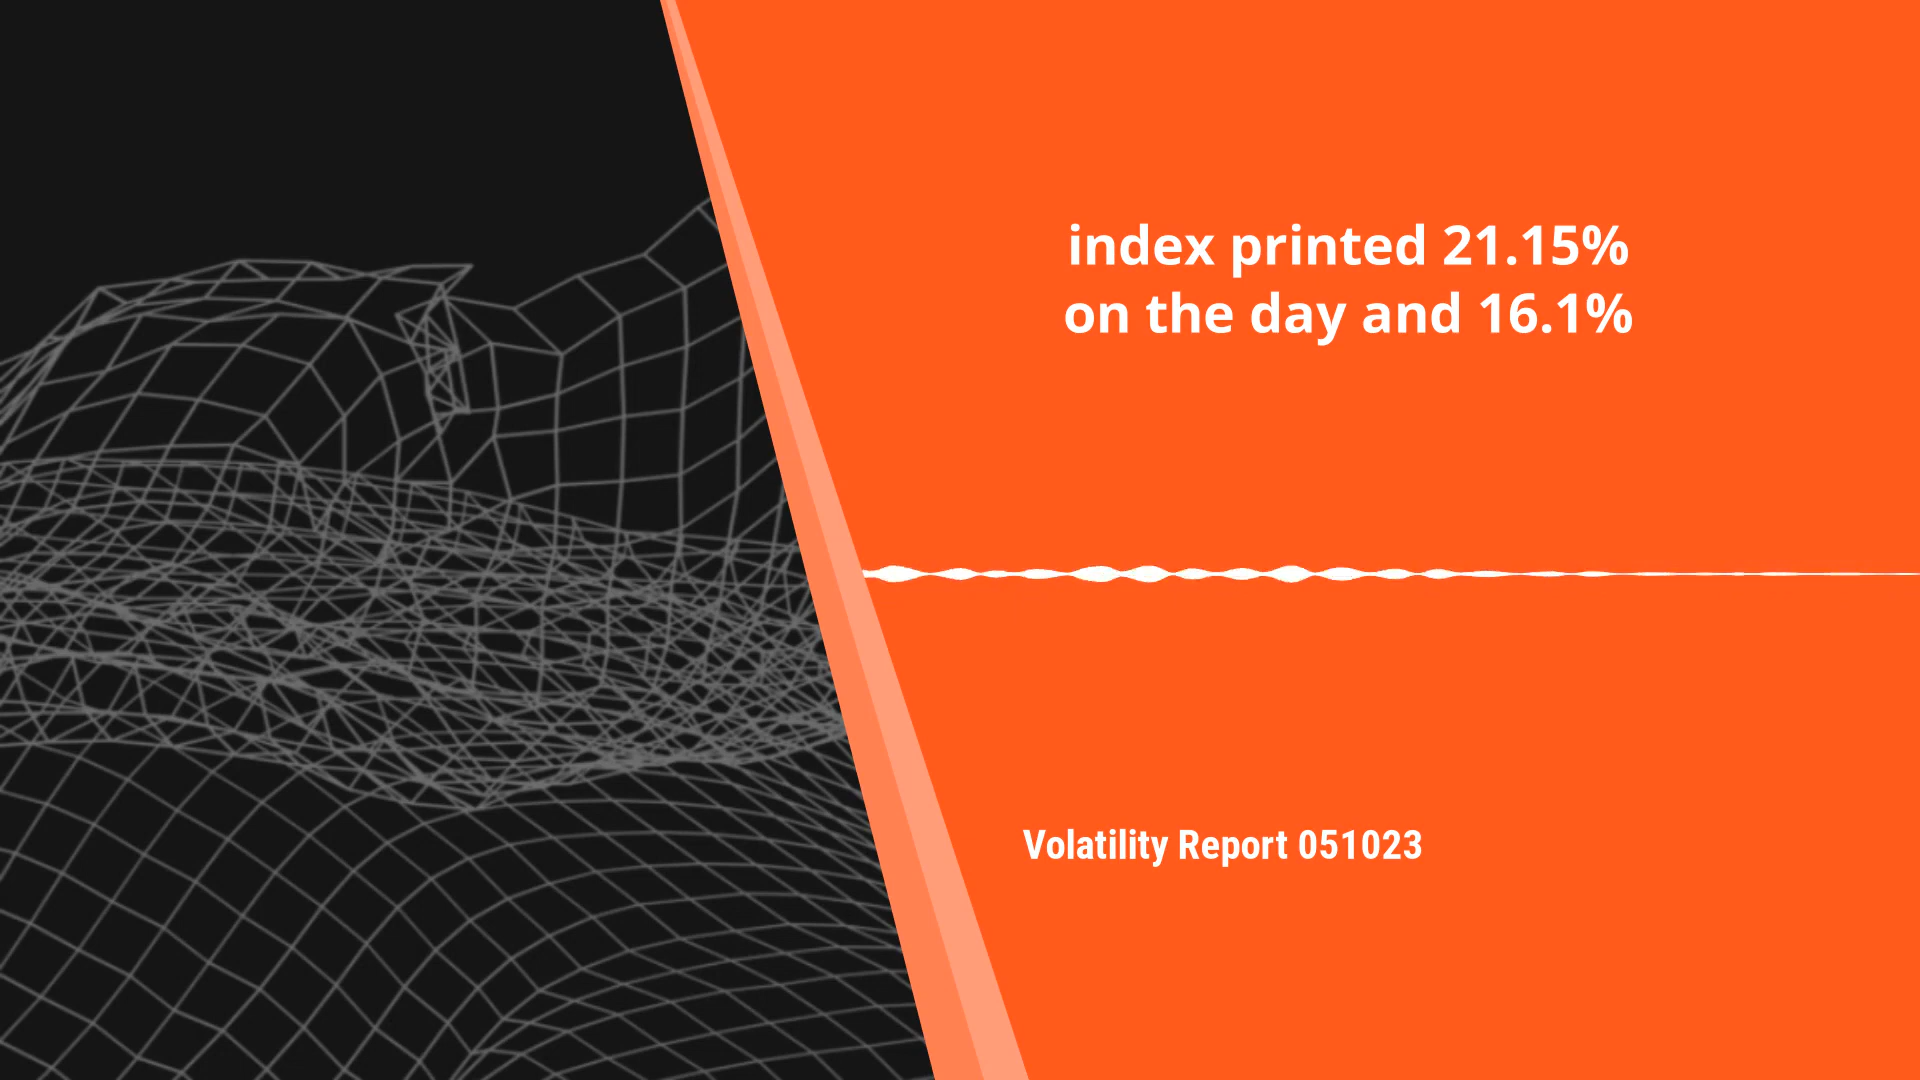 index printed 21.15%
on the day and 16.1%
Volatility Report 051023